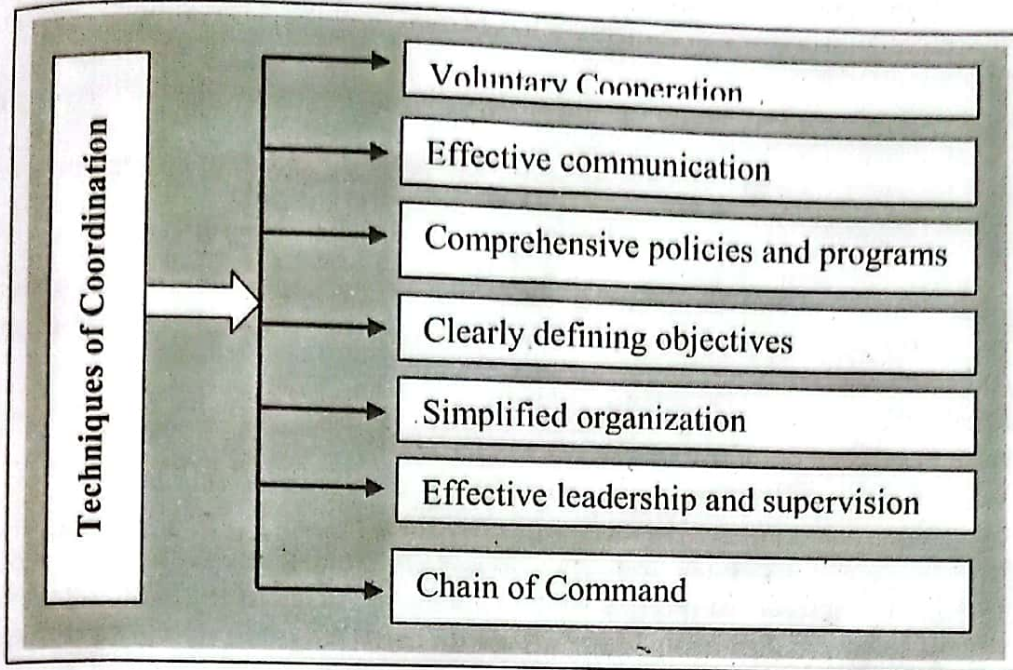 Techniques of Coordination
Voluntary Cooperation
Effective communication
Comprehensive policies and programs
Clearly defining objectives
Simplified organization
Effective leadership and supervision
Chain of Command